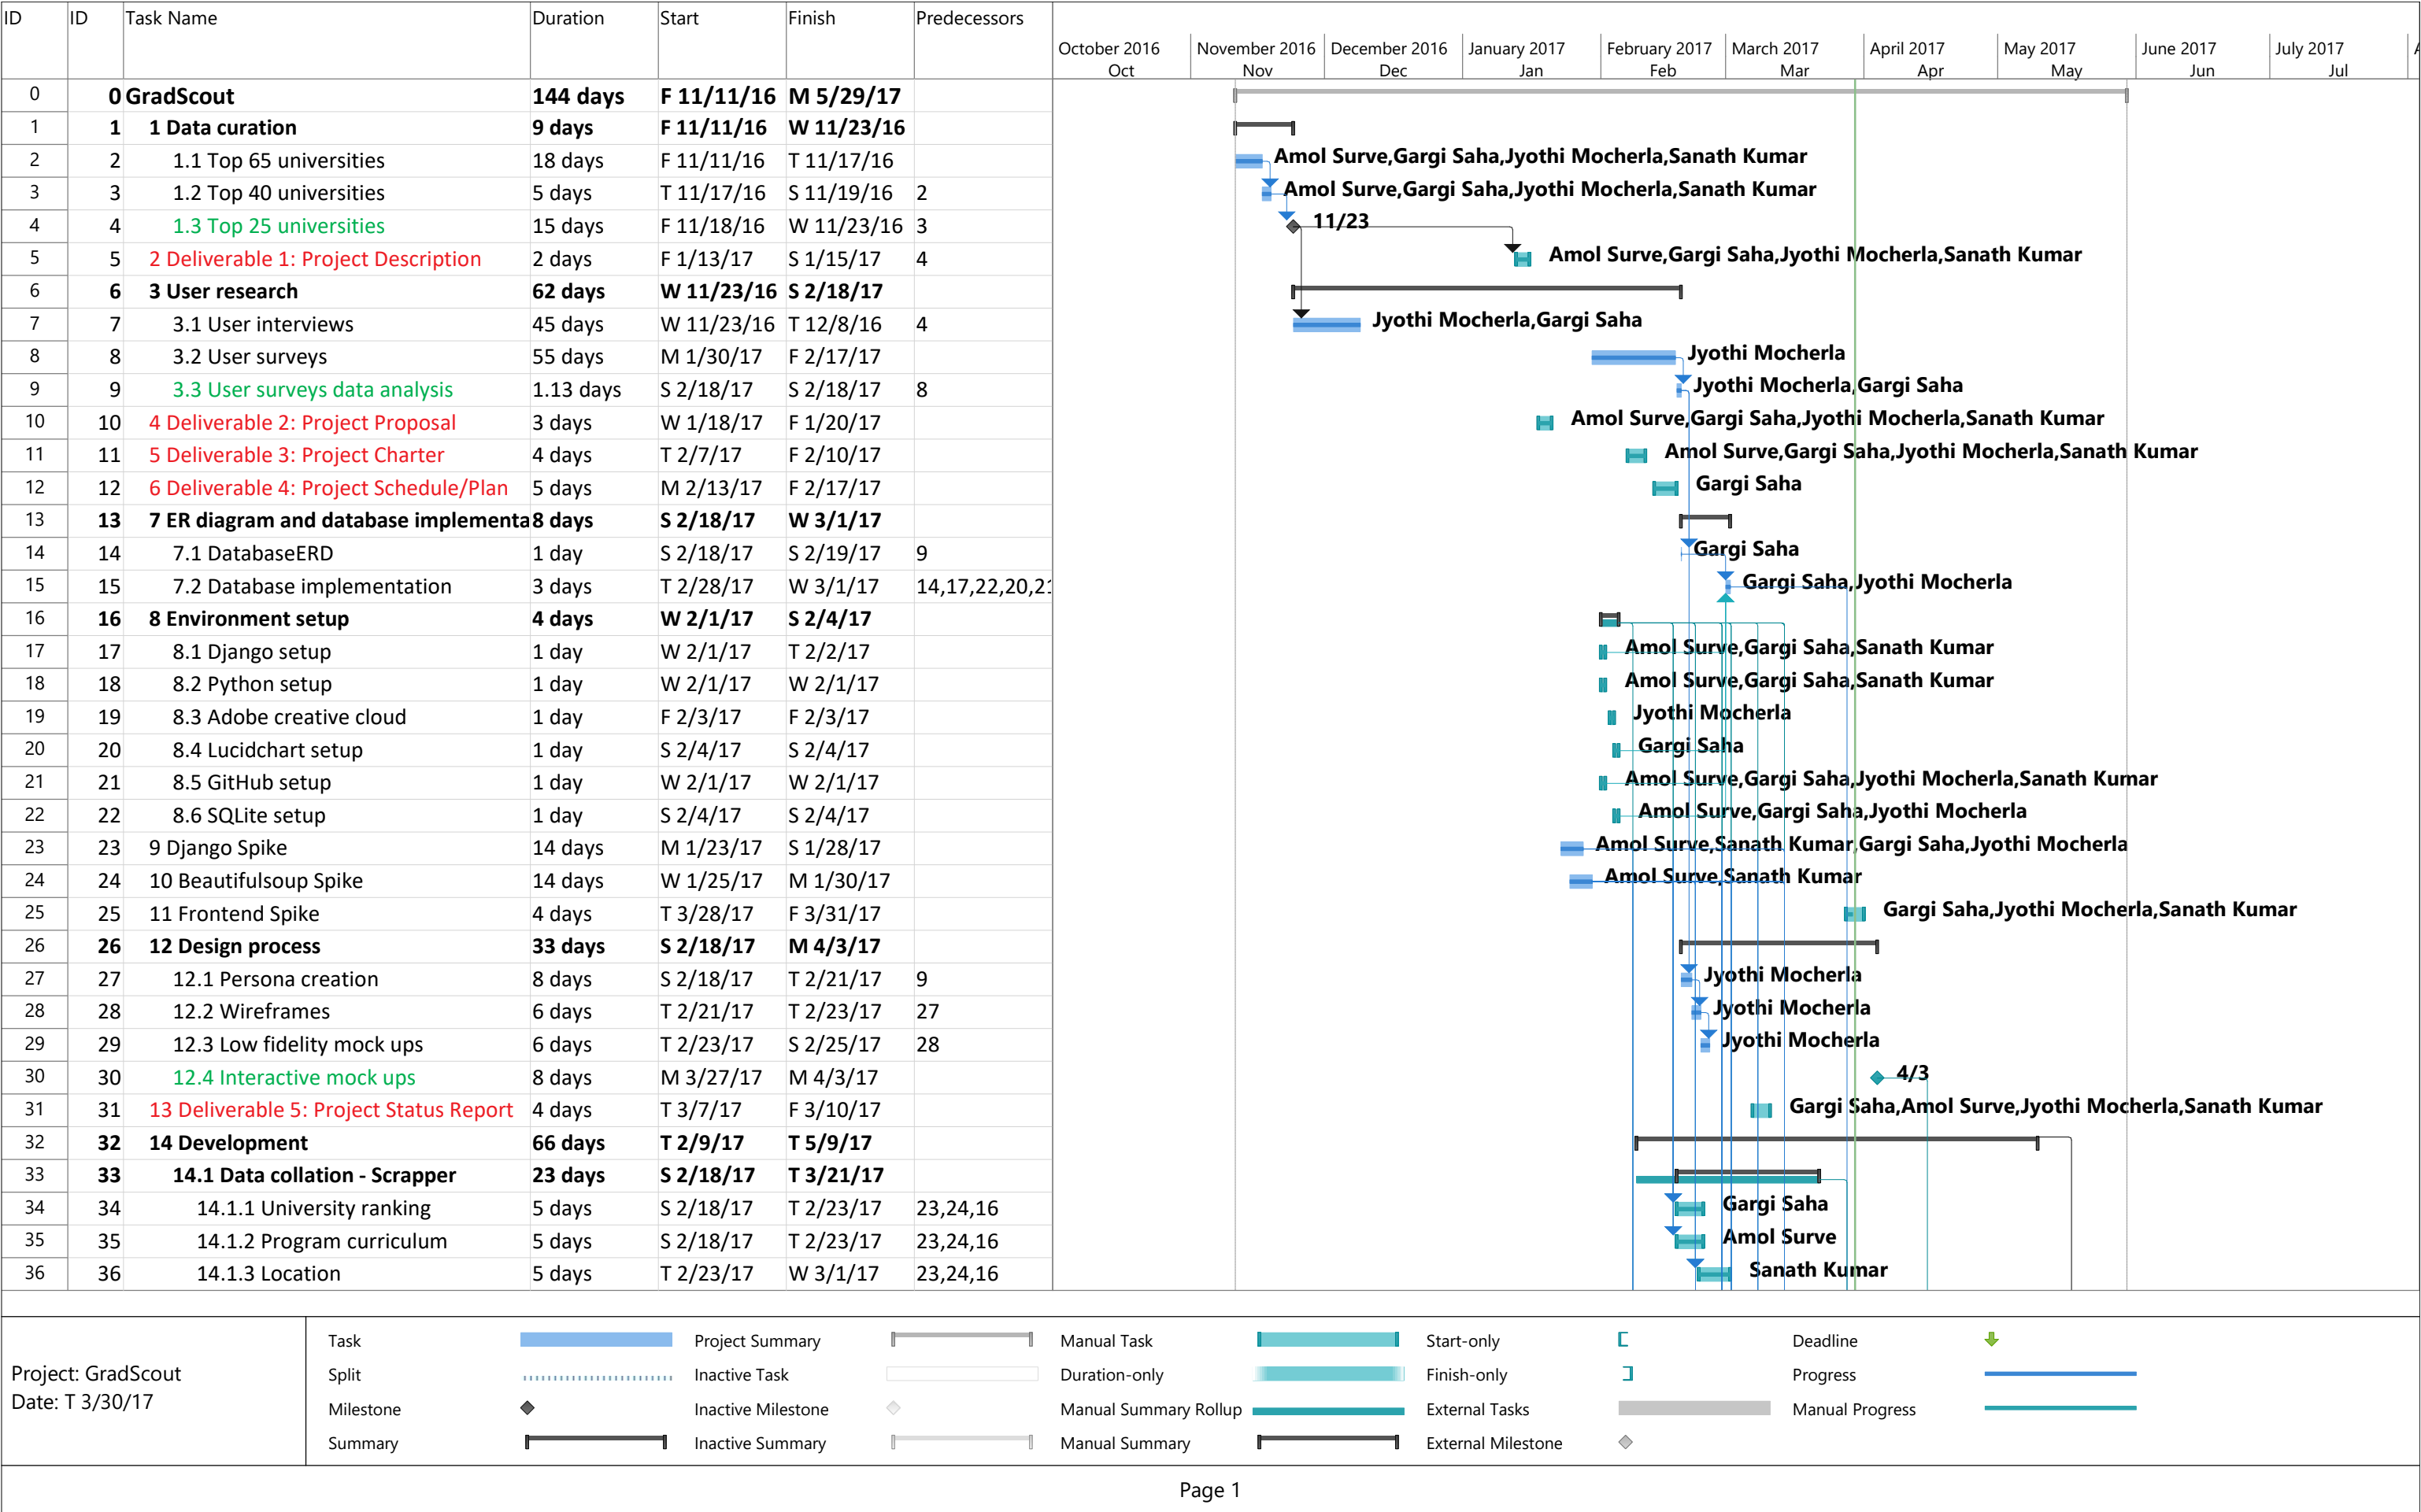 ID ID Task Name Duration Start Finish Predecessors
October 2016 November 2016 December 2016 January 2017 February 2017 March 2017 April 2017 May 2017 June 2017 July 2017
Oct Nov Dec Jan Feb Mar Apr May Jun Jul
0 0 GradScout 144 days F 11/11/16 M 5/29/17
1 1 1 Data curation 9 days F 11/11/16 W 11/23/16
2 2 1.1 Top 65 universities 18 days F 11/11/16 T 11/17/16 Amol Surve,Gargi Saha,Jyothi Mocherla,Sanath Kumar
3 3 1.2 Top 40 universities 5 days T 11/17/16 S 11/19/16 2 Amol Surve,Gargi Saha,Jyothi Mocherla,Sanath Kumar
4 4 1.3 Top 25 universities 15 days F 11/18/16 W 11/23/16 3 11/23
5 5 2 Deliverable 1: Project Description 2 days F 1/13/17 S 1/15/17 4 Amol Surve,Gargi Saha,Jyothi Mocherla,Sanath Kumar
6 6 3 User research 62 days W 11/23/16 S 2/18/17
7 7 3.1 User interviews 45 days W 11/23/16 T 12/8/16 4 Jyothi Mocherla,Gargi Saha
8 8 3.2 User surveys 55 days M 1/30/17 F 2/17/17 Jyothi Mocherla
9 9 3.3 User surveys data analysis 1.13 days S 2/18/17 S 2/18/17 8 Jyothi Mocherla,Gargi Saha
10 10 4 Deliverable 2: Project Proposal 3 days W 1/18/17 F 1/20/17 Amol Surve,Gargi Saha,Jyothi Mocherla,Sanath Kumar
11 11 5 Deliverable 3: Project Charter 4 days T 2/7/17 F 2/10/17 Amol Surve,Gargi Saha,Jyothi Mocherla,Sanath Kumar
12 12 6 Deliverable 4: Project Schedule/Plan 5 days M 2/13/17 F 2/17/17 Gargi Saha
13 13 7 ER diagram and database implementa 8 days S 2/18/17 W 3/1/17
14 14 7.1 DatabaseERD 1 day S 2/18/17 S 2/19/17 9 Gargi Saha
15 15 7.2 Database implementation 3 days T 2/28/17 W 3/1/17 14,17,22,20,21 Gargi Saha,Jyothi Mocherla
16 16 8 Environment setup 4 days W 2/1/17 S 2/4/17
17 17 8.1 Django setup 1 day W 2/1/17 T 2/2/17 Amol Surve,Gargi Saha,Sanath Kumar
18 18 8.2 Python setup 1 day W 2/1/17 W 2/1/17 Amol Surve,Gargi Saha,Sanath Kumar
19 19 8.3 Adobe creative cloud 1 day F 2/3/17 F 2/3/17 Jyothi Mocherla
20 20 8.4 Lucidchart setup 1 day S 2/4/17 S 2/4/17 Gargi Saha
21 21 8.5 GitHub setup 1 day W 2/1/17 W 2/1/17 Amol Surve,Gargi Saha,Jyothi Mocherla,Sanath Kumar
22 22 8.6 SQLite setup 1 day S 2/4/17 S 2/4/17 Amol Surve,Gargi Saha,Jyothi Mocherla
23 23 9 Django Spike 14 days M 1/23/17 S 1/28/17 Amol Surve,Sanath Kumar,Gargi Saha,Jyothi Mocherla
24 24 10 Beautifulsoup Spike 14 days W 1/25/17 M 1/30/17 Amol Surve,Sanath Kumar
25 25 11 Frontend Spike 4 days T 3/28/17 F 3/31/17 Gargi Saha,Jyothi Mocherla,Sanath Kumar
26 26 12 Design process 33 days S 2/18/17 M 4/3/17
27 27 12.1 Persona creation 8 days S 2/18/17 T 2/21/17 9 Jyothi Mocherla
28 28 12.2 Wireframes 6 days T 2/21/17 T 2/23/17 27 Jyothi Mocherla
29 29 12.3 Low fidelity mock ups 6 days T 2/23/17 S 2/25/17 28 Jyothi Mocherla
30 30 12.4 Interactive mock ups 8 days M 3/27/17 M 4/3/17 4/3
31 31 13 Deliverable 5: Project Status Report 4 days T 3/7/17 F 3/10/17 Gargi Saha,Amol Surve,Jyothi Mocherla,Sanath Kumar
32 32 14 Development 66 days T 2/9/17 T 5/9/17
33 33 14.1 Data collation - Scrapper 23 days S 2/18/17 T 3/21/17
34 34 14.1.1 University ranking 5 days S 2/18/17 T 2/23/17 23,24,16 Gargi Saha
35 35 14.1.2 Program curriculum 5 days S 2/18/17 T 2/23/17 23,24,16 Amol Surve
36 36 14.1.3 Location 5 days T 2/23/17 W 3/1/17 23,24,16 Sanath Kumar
Project: GradScout
Date: T 3/30/17
Task Project Summary Manual Task Start-only Deadline
Split Inactive Task Duration-only Finish-only Progress
Milestone Inactive Milestone Manual Summary Rollup External Tasks Manual Progress
Summary Inactive Summary Manual Summary External Milestone
Page 1